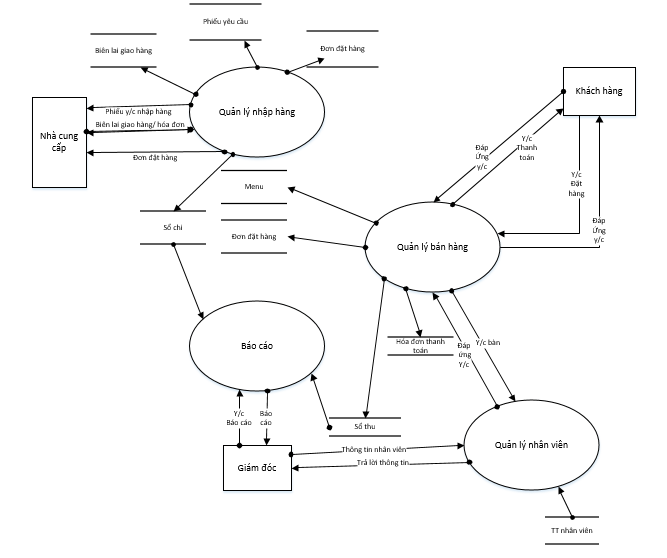 Phiếu yêu cầu
Biên lai giao hàng
Đơn đặt hàng
Quản lý nhập hàng
Khách hàng
Nhà cung
cấp
Phiếu y/c nhập hàng
Biên lai giao hàng/ hóa đơn
Đơn đặt hàng
Đáp
Ứng
y/c
Y/c
Thanh
toán
Y/c
Đặt
hàng
Đáp
Ứng
y/c
Menu
Sổ chi
Đơn đặt hàng
Quản lý bán hàng
Báo cáo
Hóa đơn thanh
toán
Đáp
ứng
Y/c
Y/c bàn
Y/c
Báo cáo
Báo
cáo
Sổ thu
Quản lý nhân viên
Thông tin nhân viên
Trả lời thông tin
Giám đóc
TT nhân viên